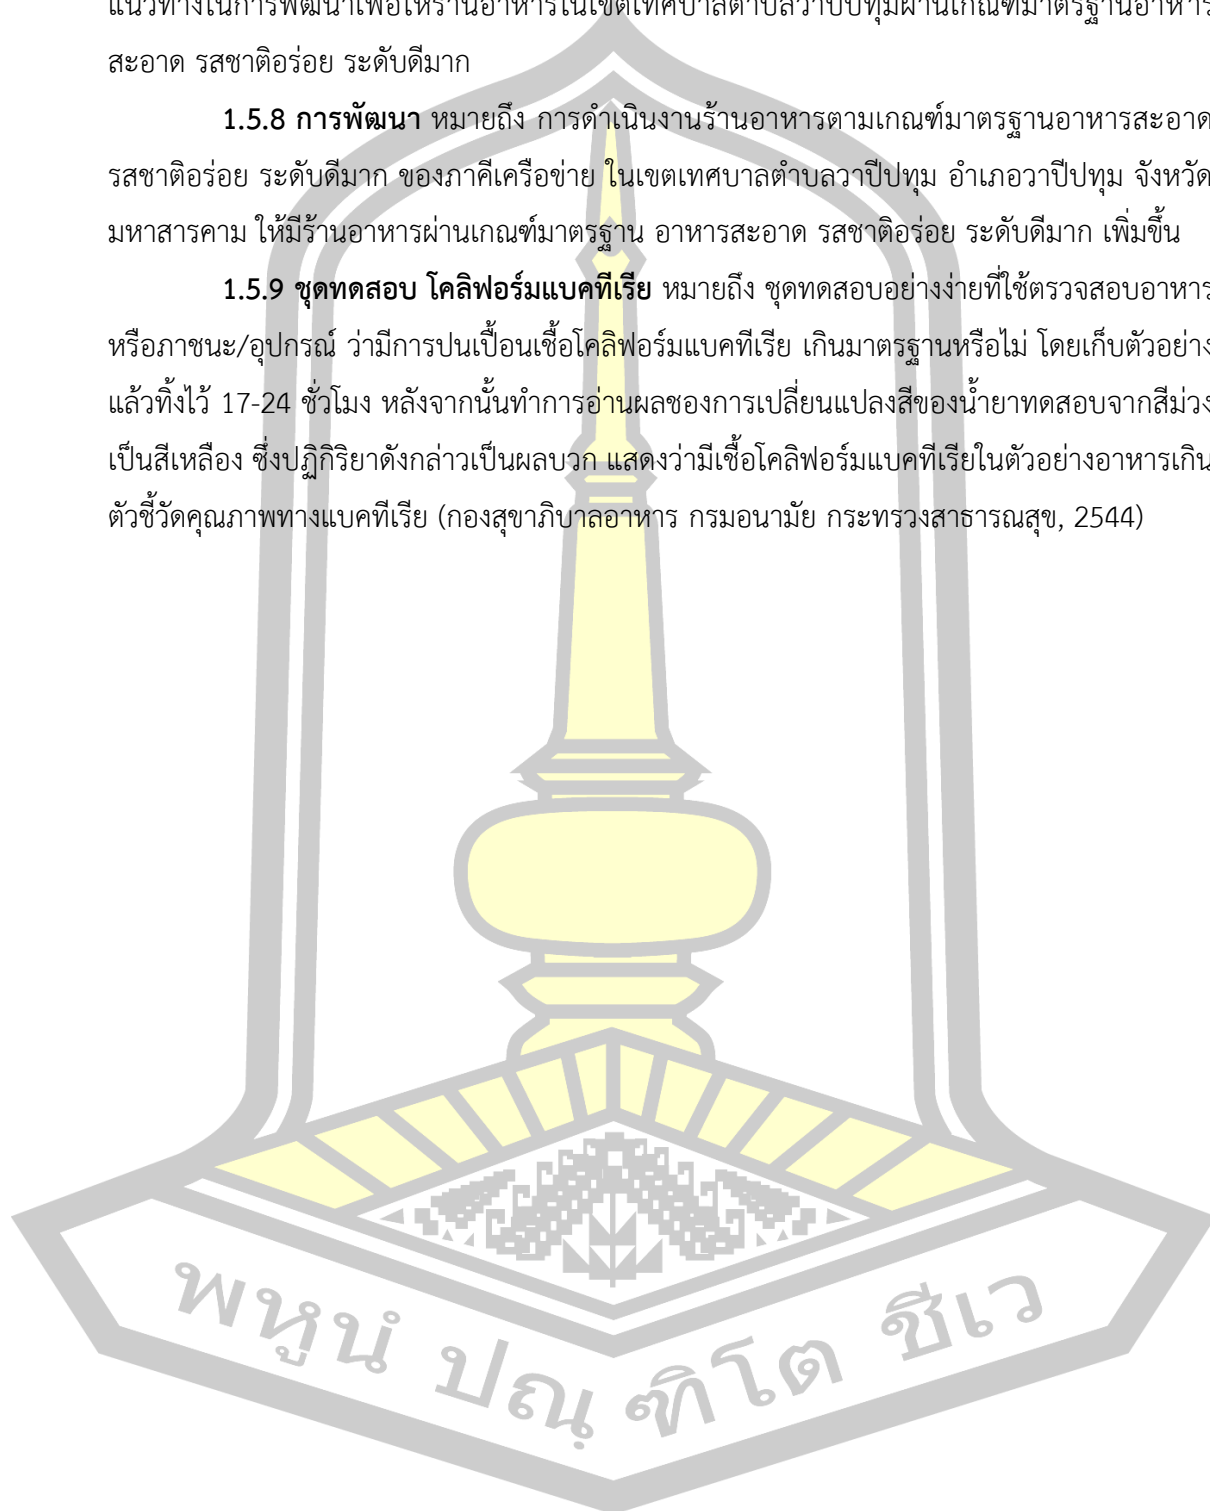 แนวทางในการพัฒนาเพื่อให้ร้านอาหารในเขตเทศบาลตำบลวาปีปทุมผ่านเกณฑ์มาตรฐานอาหาร
สะอาด รสชาติอร่อย ระดับดีมาก
1.5.8 การพัฒนา หมายถึง การดำเนินงานร้านอาหารตามเกณฑ์มาตรฐานอาหารสะอาด
รสชาติอร่อย ระดับดีมาก ของภาคีเครือข่าย ในเขตเทศบาลตำบลวาปีปทุม อำเภอวาปีปทุม จังหวัด
มหาสารคาม ให้มีร้านอาหารผ่านเกณฑ์มาตรฐาน อาหารสะอาด รสชาติอร่อย ระดับดีมาก เพิ่มขึ้น
1.5.9 ชุดทดสอบ โคลิฟอร์มแบคทีเรีย หมายถึง ชุดทดสอบอย่างง่ายที่ใช้ตรวจสอบอาหาร
หรือภาชนะ/อุปกรณ์ ว่ามีการปนเปื้อนเชื้อโคลิฟอร์มแบคทีเรีย เกินมาตรฐานหรือไม่ โดยเก็บตัวอย่าง
แล้วทิ้งไว้ 17-24 ชั่วโมง หลังจากนั้นทำการอ่านผลชองการเปลี่ยนแปลงสีของน้ำยาทดสอบจากสีม่วง
เป็นสีเหลือง ซึ่งปฏิกิริยาดังกล่าวเป็นผลบวก แสดงว่ามีเชื้อโคลิฟอร์มแบคทีเรียในตัวอย่างอาหารเกิน
ตัวชี้วัดคุณภาพทางแบคทีเรีย (กองสุขาภิบาลอาหาร กรมอนามัย กระทรวงสาธารณสุข, 2544)
พหูนํ ปณฺฑิโต ชีเว